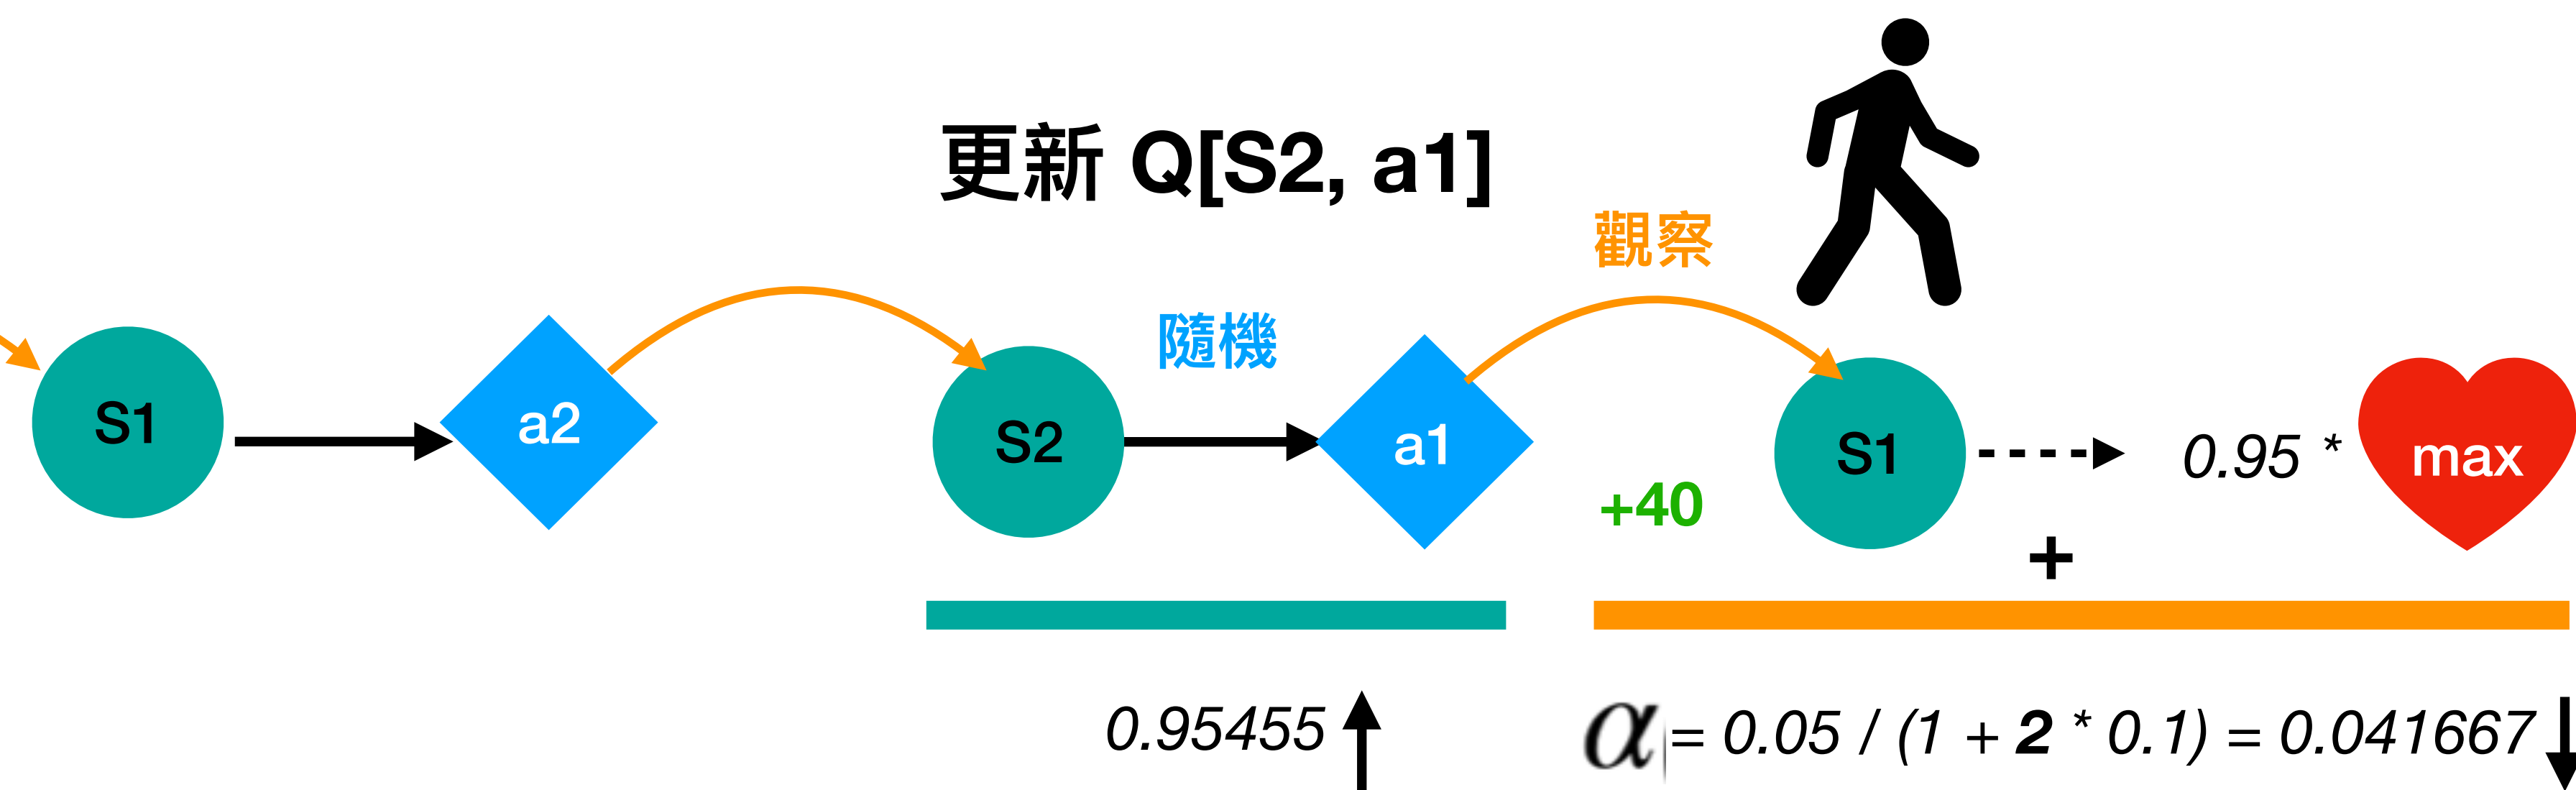 更新 Q[S2, a1]
觀察
隨機
S1
a2
S2
a1
+40
S1
0.95 *
max
+
0.95455
α = 0.05 / (1 + 2 * 0.1) = 0.041667